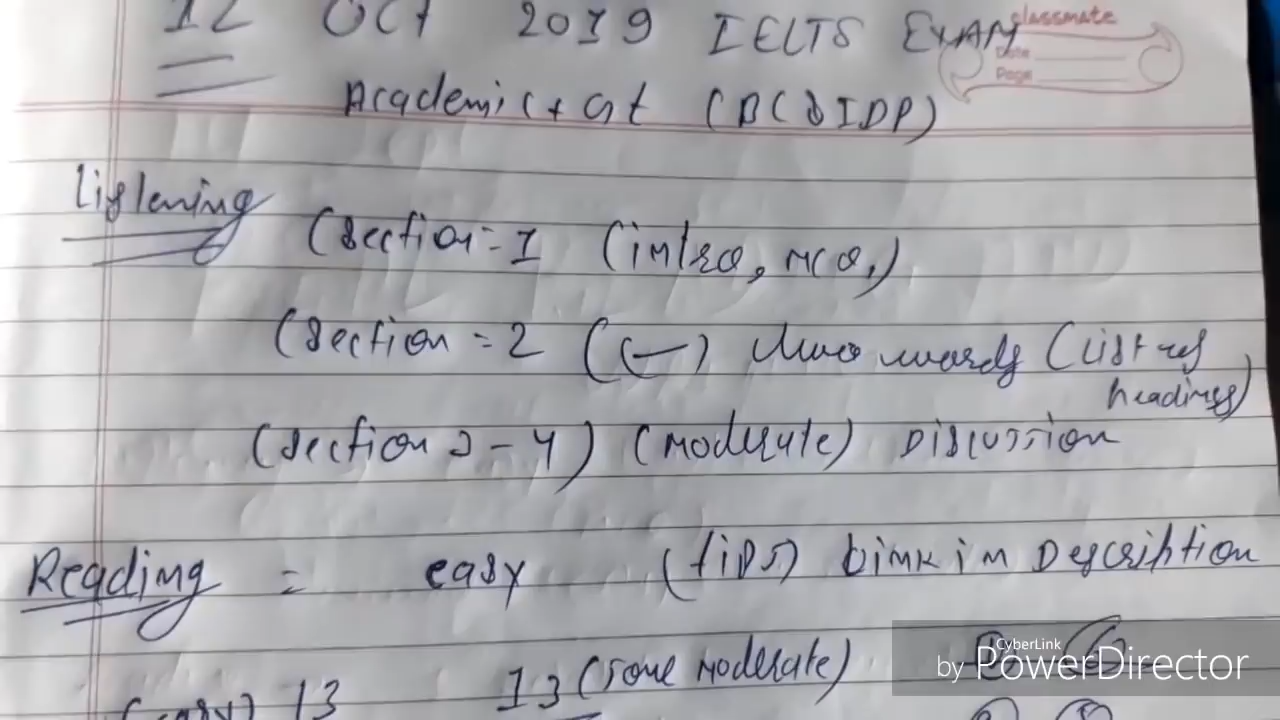 12 Oct 2019 IELTS EXAM
classmate
Date
Page
Academic + Gt (BC & IDP)
Listening (Section = 1 (intro, MCQ,)
(Section = 2 ((—) two words (List of headings)
(Section 3 - 4) (Moderate) Discussion
Reading = easy (tips) Link in Description
(easy) 13 13 (some moderate)
CyberLink
by PowerDirector